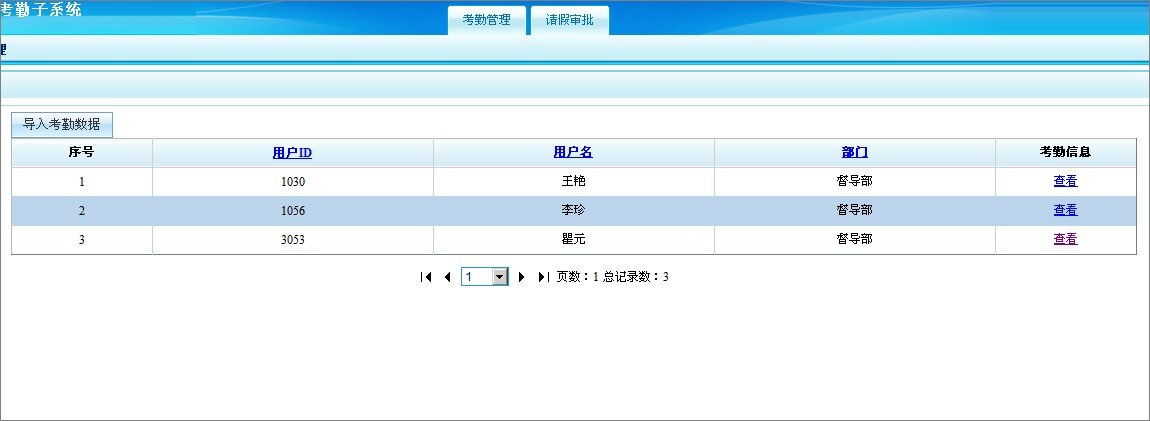 考勤子系统
考勤管理 请假审批
理
导入考勤数据
序号 用户ID 用户名 部门 考勤信息
1 1030 王艳 督导部 查看
2 1056 李珍 督导部 查看
3 3053 瞿元 督导部 查看
1 页数：1 总记录数：3